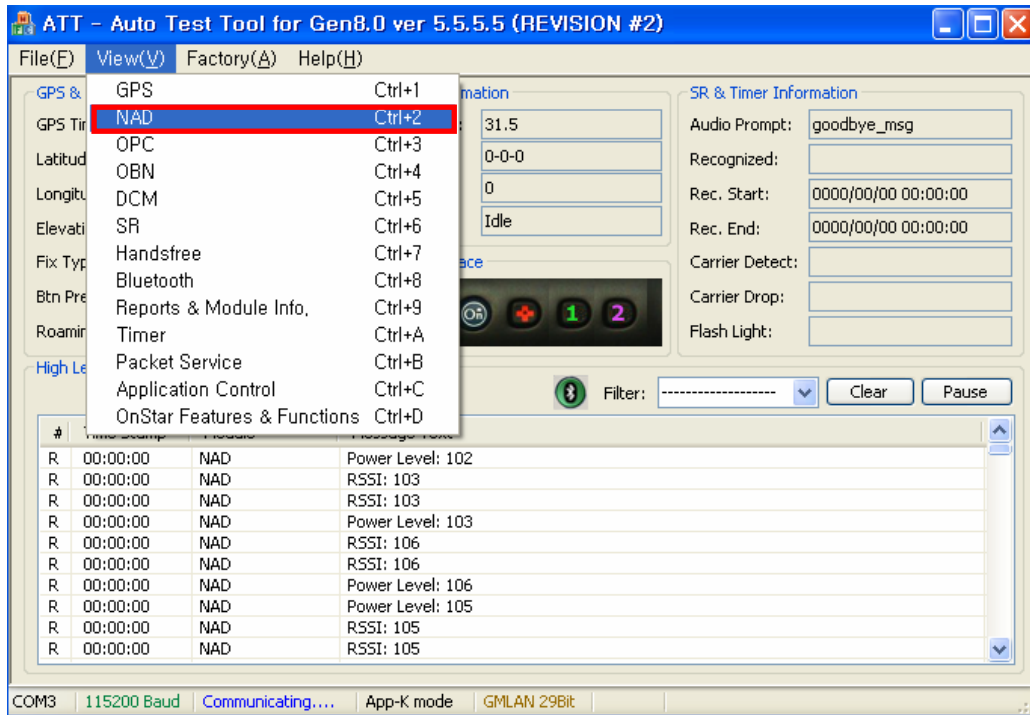 ATT - Auto Test Tool for Gen8.0 ver 5.5.5.5 (REVISION #2)
File(F) View(V) Factory(A) Help(H)
GPS Ctrl+1
NAD Ctrl+2
OPC Ctrl+3
OBN Ctrl+4
DCM Ctrl+5
SR Ctrl+6
Handsfree Ctrl+7
Bluetooth Ctrl+8
Reports & Module Info, Ctrl+9
Timer Ctrl+A
Packet Service Ctrl+B
Application Control Ctrl+C
OnStar Features & Functions Ctrl+D
GPS &
GPS Tir
Latitud
Longitu
Elevati
Fix Typ
Btn Pre
Roamir
mation
: 31.5
0-0-0
0
Idle
ace
On 1 2
SR & Timer Information
Audio Prompt: goodbye_msg
Recognized:
Rec. Start: 0000/00/00 00:00:00
Rec. End: 0000/00/00 00:00:00
Carrier Detect:
Carrier Drop:
Flash Light:
High Le
Filter: ------------------- Clear Pause
#
R 00:00:00 NAD Power Level: 102
R 00:00:00 NAD RSSI: 103
R 00:00:00 NAD RSSI: 103
R 00:00:00 NAD Power Level: 103
R 00:00:00 NAD RSSI: 106
R 00:00:00 NAD RSSI: 106
R 00:00:00 NAD Power Level: 106
R 00:00:00 NAD Power Level: 105
R 00:00:00 NAD RSSI: 105
R 00:00:00 NAD RSSI: 105
COM3 115200 Baud Communicating.... App-K mode GMLAN 29Bit